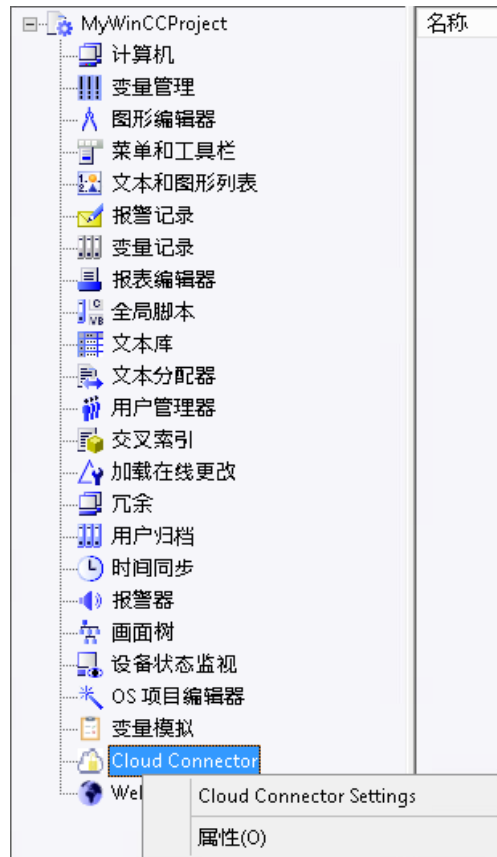 MyWinCCProject
名称
计算机
变量管理
图形编辑器
菜单和工具栏
文本和图形列表
报警记录
变量记录
报表编辑器
全局脚本
文本库
文本分配器
用户管理器
交叉索引
加载在线更改
冗余
用户归档
时间同步
报警器
画面树
设备状态监视
OS 项目编辑器
变量模拟
Cloud Connector
Cloud Connector Settings
属性(O)